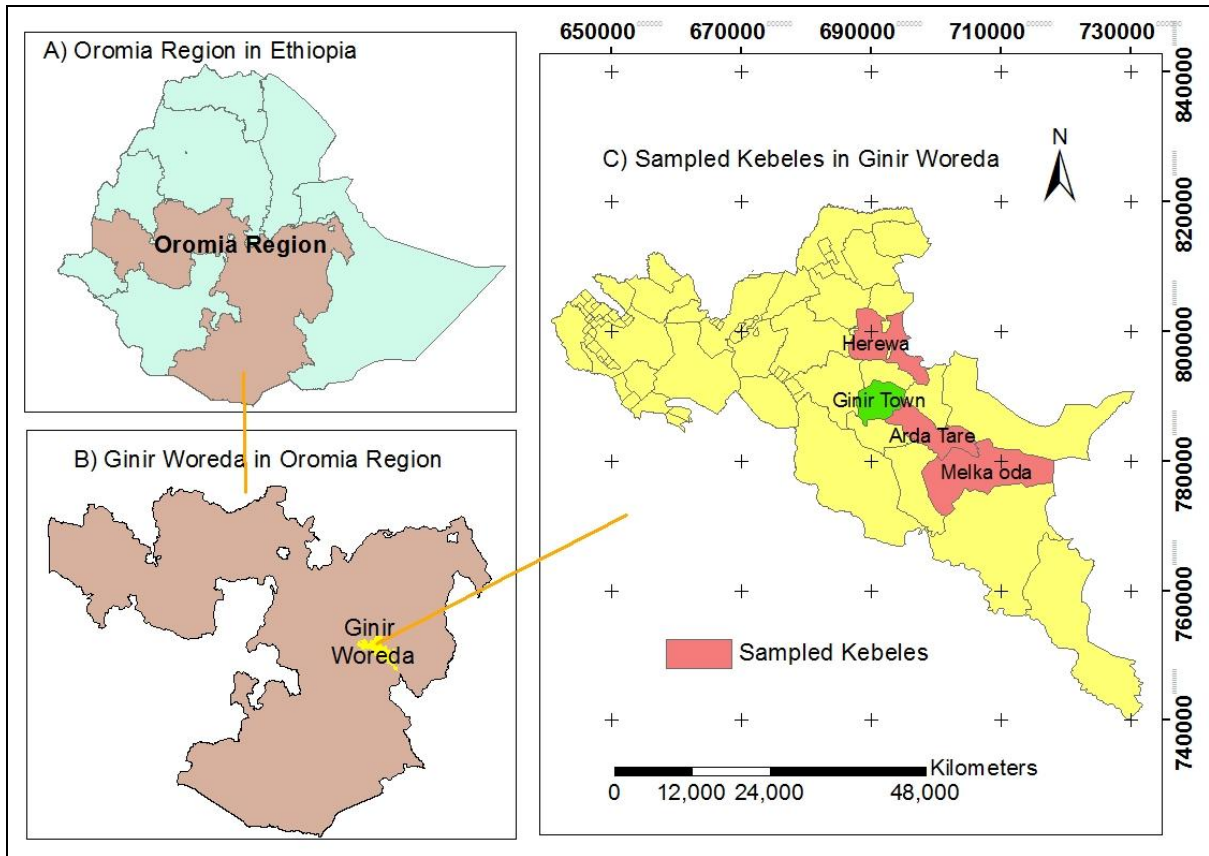 A) Oromia Region in Ethiopia
Oromia Region
B) Ginir Woreda in Oromia Region
Ginir
Woreda
650000 670000 690000 710000 730000
C) Sampled Kebeles in Ginir Woreda
N
840000
820000
800000
780000
760000
740000
Herewa
Ginir Town
Arda Tare
Melka oda
Sampled Kebeles
Kilometers
0 12,000 24,000 48,000